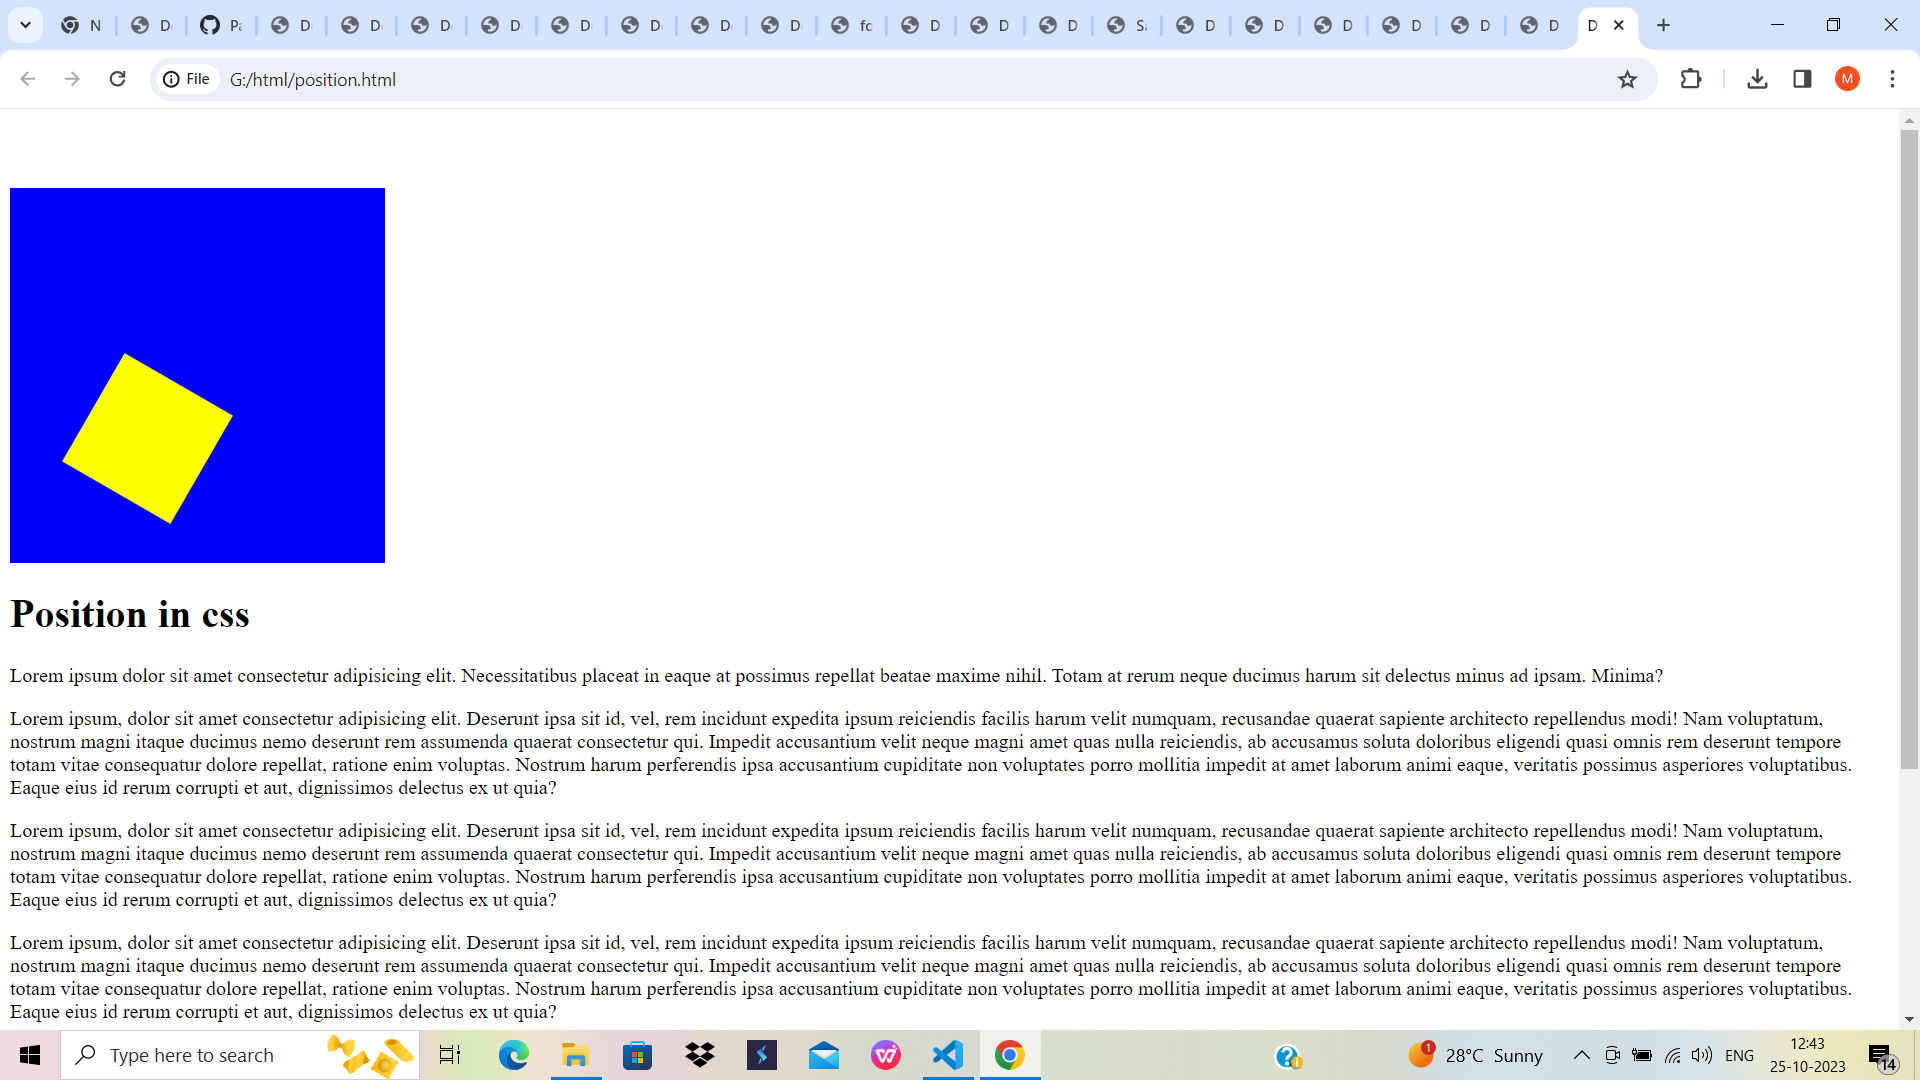 N D Pa D D D D D D D D fo D D D S D D D D D D D
File G:/html/position.html M
Position in css
Lorem ipsum dolor sit amet consectetur adipisicing elit. Necessitatibus placeat in eaque at possimus repellat beatae maxime nihil. Totam at rerum neque ducimus harum sit delectus minus ad ipsam. Minima?
Lorem ipsum, dolor sit amet consectetur adipisicing elit. Deserunt ipsa sit id, vel, rem incidunt expedita ipsum reiciendis facilis harum velit numquam, recusandae quaerat sapiente architecto repellendus modi! Nam voluptatum,
nostrum magni itaque ducimus nemo deserunt rem assumenda quaerat consectetur qui. Impedit accusantium velit neque magni amet quas nulla reiciendis, ab accusamus soluta doloribus eligendi quasi omnis rem deserunt tempore
totam vitae consequatur dolore repellat, ratione enim voluptas. Nostrum harum perferendis ipsa accusantium cupiditate non voluptates porro mollitia impedit at amet laborum animi eaque, veritatis possimus asperiores voluptatibus.
Eaque eius id rerum corrupti et aut, dignissimos delectus ex ut quia?
Lorem ipsum, dolor sit amet consectetur adipisicing elit. Deserunt ipsa sit id, vel, rem incidunt expedita ipsum reiciendis facilis harum velit numquam, recusandae quaerat sapiente architecto repellendus modi! Nam voluptatum,
nostrum magni itaque ducimus nemo deserunt rem assumenda quaerat consectetur qui. Impedit accusantium velit neque magni amet quas nulla reiciendis, ab accusamus soluta doloribus eligendi quasi omnis rem deserunt tempore
totam vitae consequatur dolore repellat, ratione enim voluptas. Nostrum harum perferendis ipsa accusantium cupiditate non voluptates porro mollitia impedit at amet laborum animi eaque, veritatis possimus asperiores voluptatibus.
Eaque eius id rerum corrupti et aut, dignissimos delectus ex ut quia?
Lorem ipsum, dolor sit amet consectetur adipisicing elit. Deserunt ipsa sit id, vel, rem incidunt expedita ipsum reiciendis facilis harum velit numquam, recusandae quaerat sapiente architecto repellendus modi! Nam voluptatum,
nostrum magni itaque ducimus nemo deserunt rem assumenda quaerat consectetur qui. Impedit accusantium velit neque magni amet quas nulla reiciendis, ab accusamus soluta doloribus eligendi quasi omnis rem deserunt tempore
totam vitae consequatur dolore repellat, ratione enim voluptas. Nostrum harum perferendis ipsa accusantium cupiditate non voluptates porro mollitia impedit at amet laborum animi eaque, veritatis possimus asperiores voluptatibus.
Eaque eius id rerum corrupti et aut, dignissimos delectus ex ut quia?
Type here to search
1 28°C Sunny
ENG
12:43
25-10-2023
14